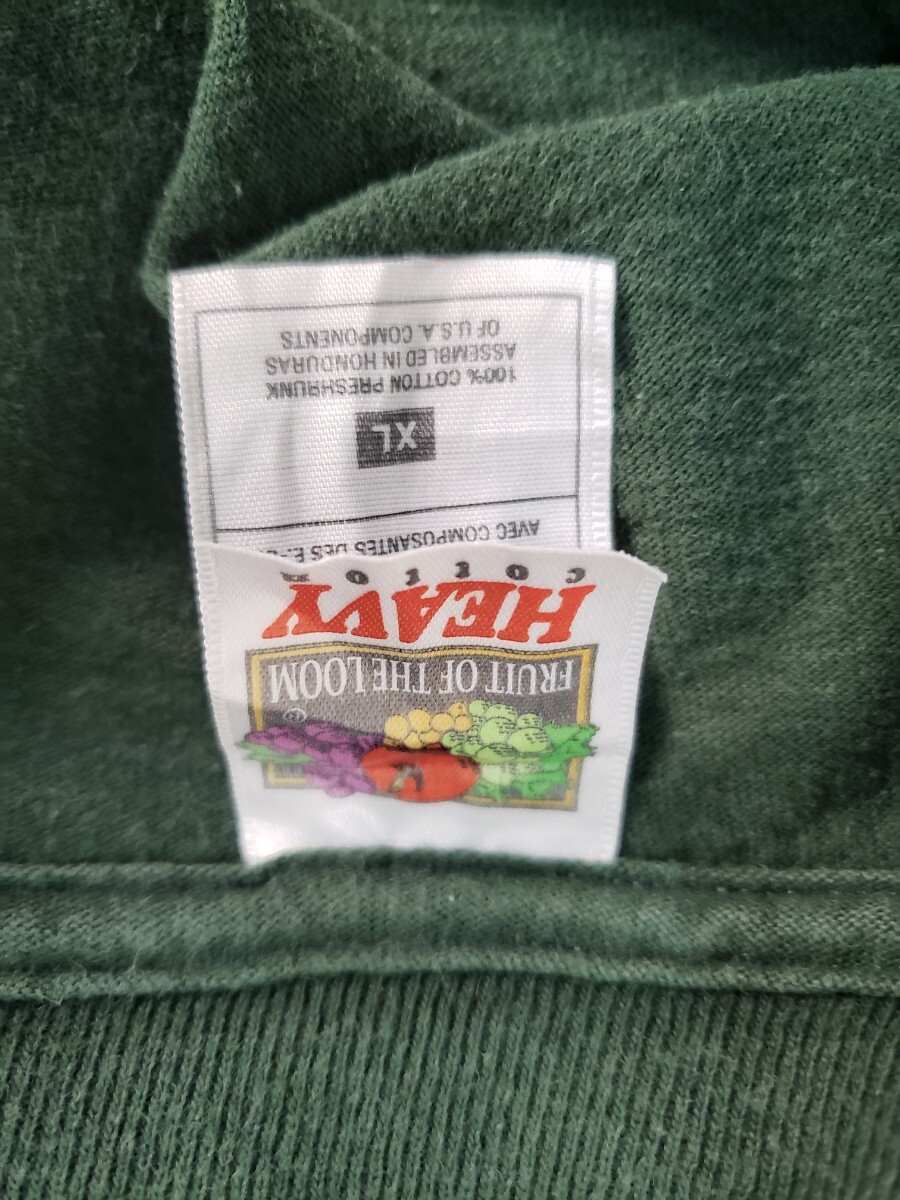 FRUIT OF THE LOOM
HEAVY
COTTON
AVEC COMPOSANTES DES E.
XL
100% COTTON PRESHRUNK
ASSEMBLED IN HONDURAS
OF U.S.A. COMPONENTS